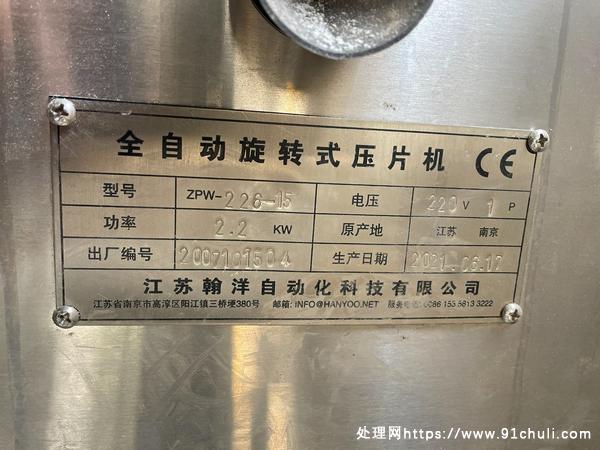 全自动旋转式压片机 CE
型号 ZPW-226-15 电压 220 V 1 P
功率 2.2 KW 原产地 江苏 南京
出厂编号 2007101504 生产日期 2021.06.17
江苏翰洋自动化科技有限公司
江苏省南京市高淳区阳江镇三桥埂380号 邮箱: INFO@HANYOO.NET 服务电话: 0086 155 5813 3222
处理网https://www.91chuli.com/